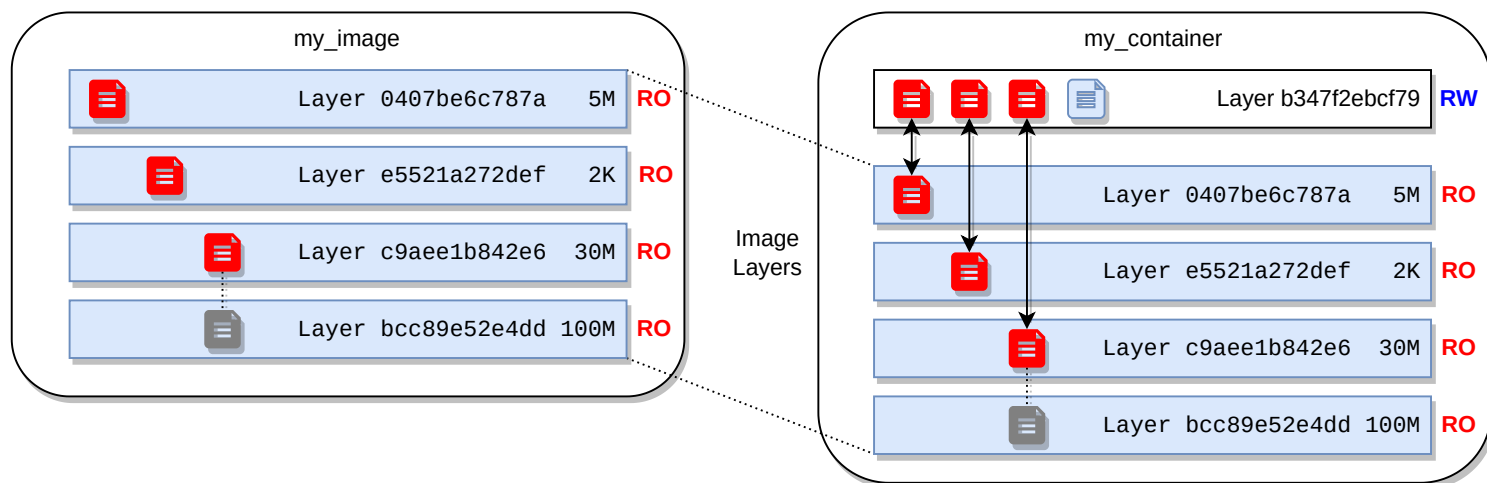 my_image
Layer 0407be6c787a 5M RO
Layer e5521a272def 2K RO
Layer c9aee1b842e6 30M RO
Layer bcc89e52e4dd 100M RO
Image
Layers
my_container
Layer b347f2ebcf79 RW
Layer 0407be6c787a 5M RO
Layer e5521a272def 2K RO
Layer c9aee1b842e6 30M RO
Layer bcc89e52e4dd 100M RO